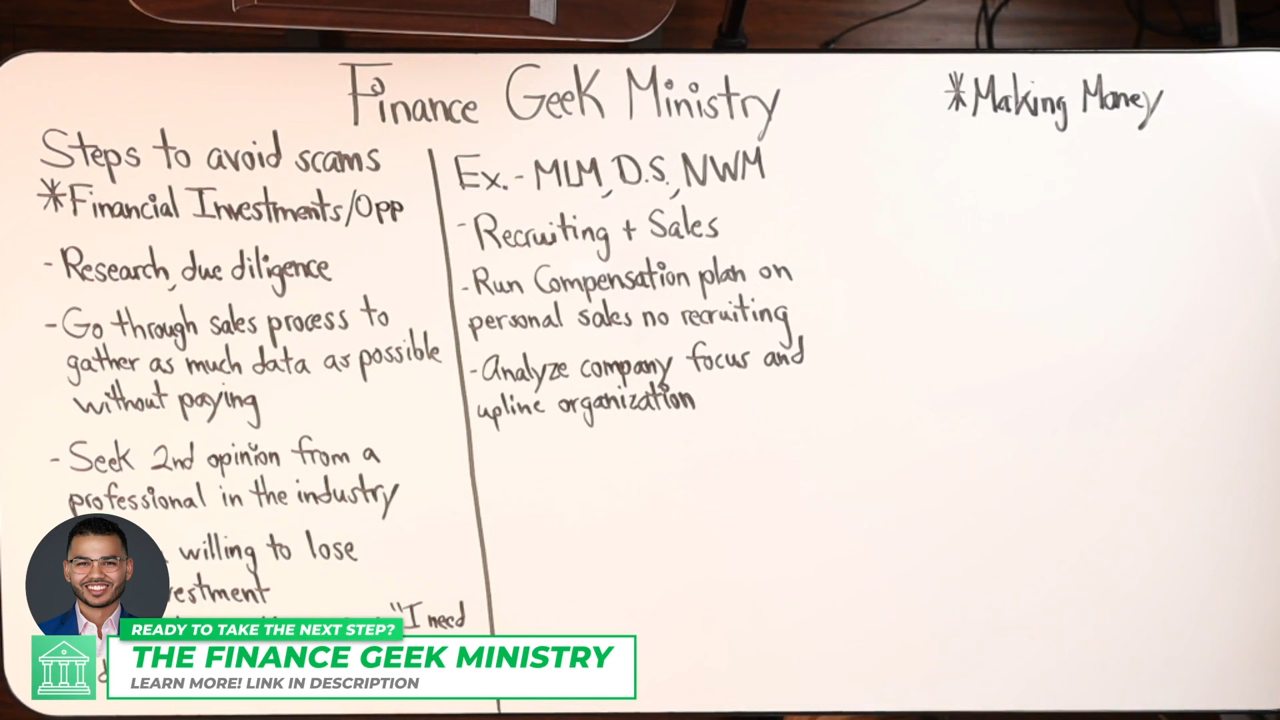 Finance Geek Ministry
*Making Money
Steps to avoid scams
*Financial Investments/Opp
- Research, due diligence
- Go through sales process to
gather as much data as possible
without paying
- Seek 2nd opinion from a
professional in the industry
willing to lose
"I need
Ex. - MLM, D.S., NWM
- Recruiting + Sales
- Run Compensation plan on
personal sales no recruiting
- Analyze company focus and
upline organization
READY TO TAKE THE NEXT STEP?
THE FINANCE GEEK MINISTRY
LEARN MORE! LINK IN DESCRIPTION